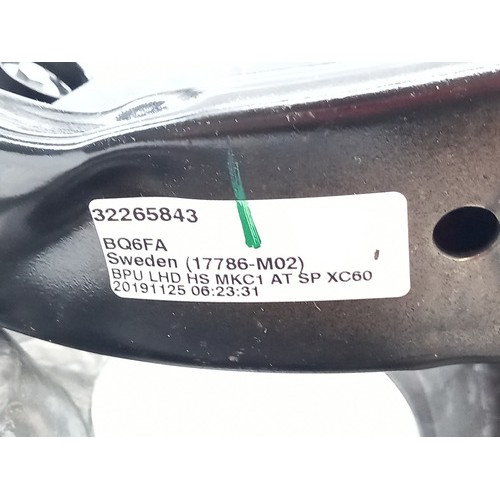 32265843
BQ6FA
Sweden (17786-M02)
BPU LHD HS MKC1 AT SP XC60
20191125 06:23:31